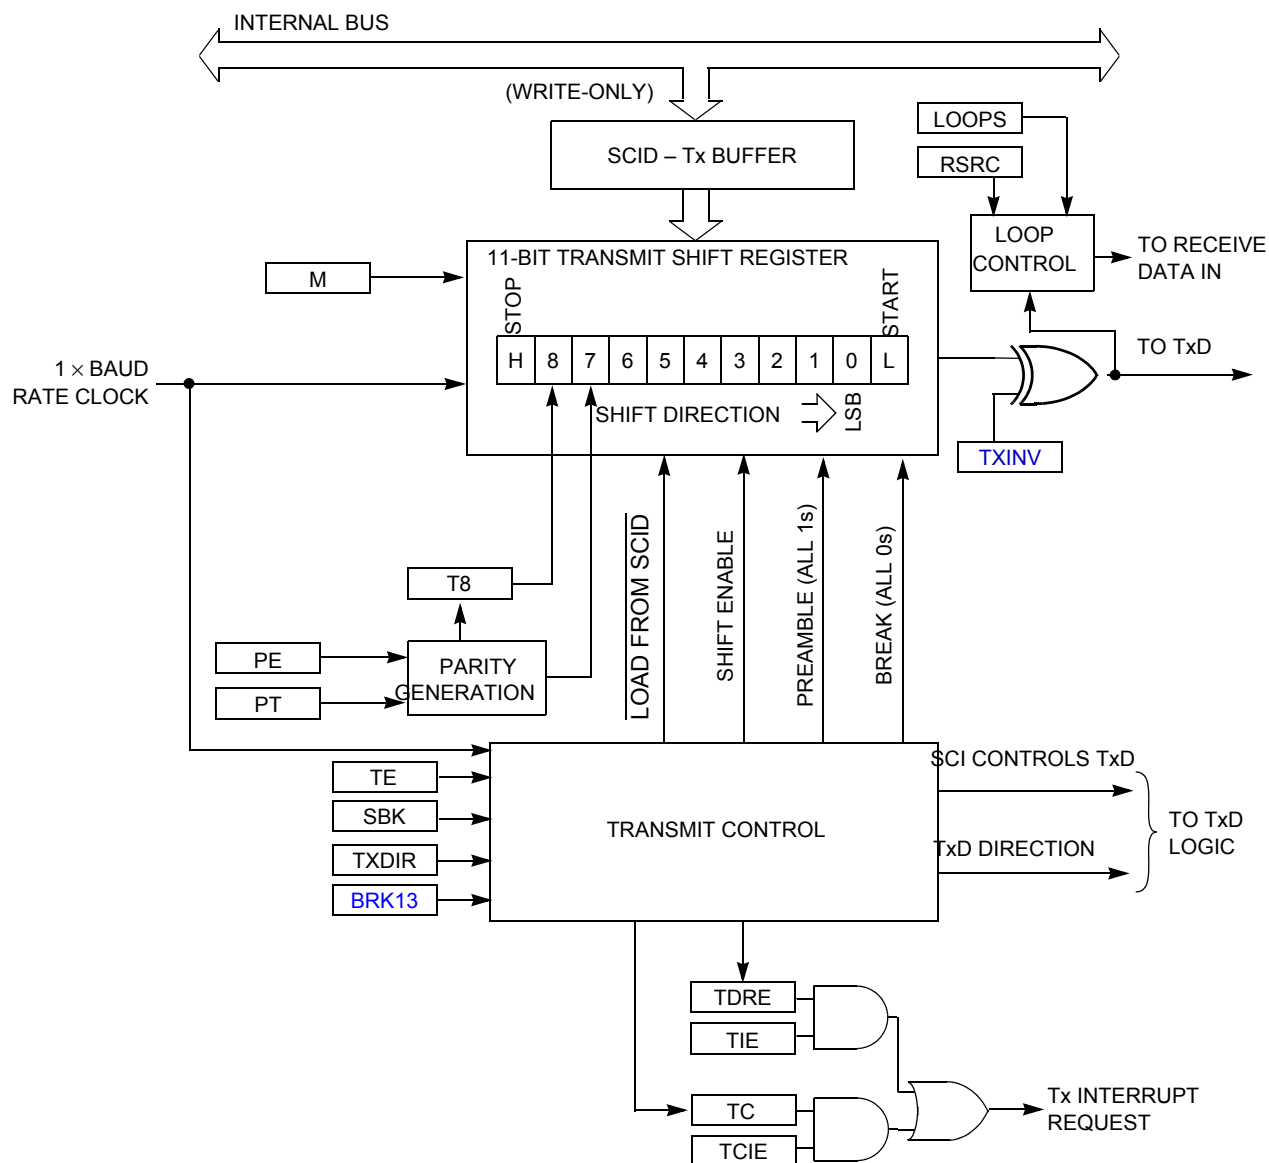 INTERNAL BUS
(WRITE-ONLY)
SCID – Tx BUFFER
LOOPS
RSRC
LOOP
CONTROL
TO RECEIVE
DATA IN
11-BIT TRANSMIT SHIFT REGISTER
M
STOP
START
H 8 7 6 5 4 3 2 1 0 L
1 × BAUD
RATE CLOCK
SHIFT DIRECTION
LSB
TO TxD
TXINV
LOAD FROM SCID
SHIFT ENABLE
PREAMBLE (ALL 1s)
BREAK (ALL 0s)
T8
PE
PT
PARITY
GENERATION
TE
SBK
TXDIR
BRK13
TRANSMIT CONTROL
SCI CONTROLS TxD
TxD DIRECTION
TO TxD
LOGIC
TDRE
TIE
TC
TCIE
Tx INTERRUPT
REQUEST